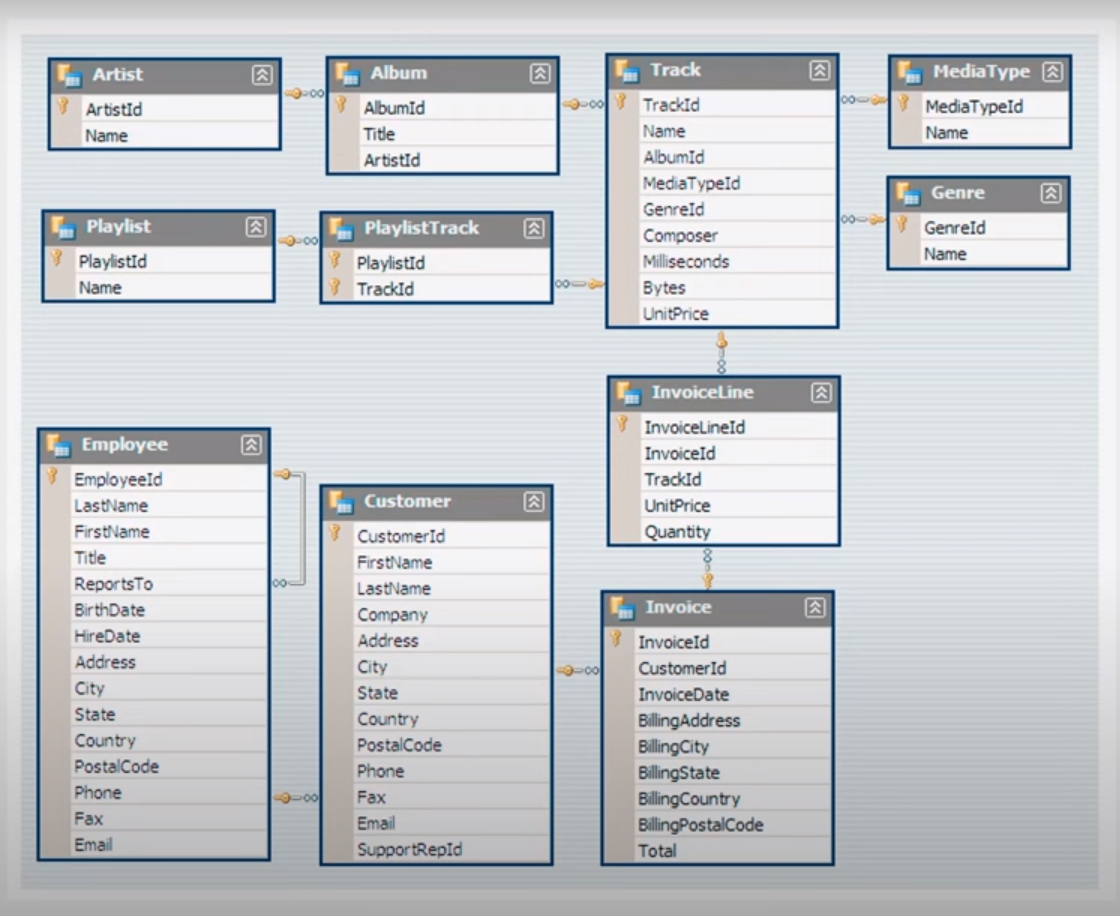 Artist
ArtistId
Name
Album
AlbumId
Title
ArtistId
Track
TrackId
Name
AlbumId
MediaTypeId
GenreId
Composer
Milliseconds
Bytes
UnitPrice
MediaType
MediaTypeId
Name
Genre
GenreId
Name
Playlist
PlaylistId
Name
PlaylistTrack
PlaylistId
TrackId
InvoiceLine
InvoiceLineId
InvoiceId
TrackId
UnitPrice
Quantity
Employee
EmployeeId
LastName
FirstName
Title
ReportsTo
BirthDate
HireDate
Address
City
State
Country
PostalCode
Phone
Fax
Email
Customer
CustomerId
FirstName
LastName
Company
Address
City
State
Country
PostalCode
Phone
Fax
Email
SupportRepId
Invoice
InvoiceId
CustomerId
InvoiceDate
BillingAddress
BillingCity
BillingState
BillingCountry
BillingPostalCode
Total